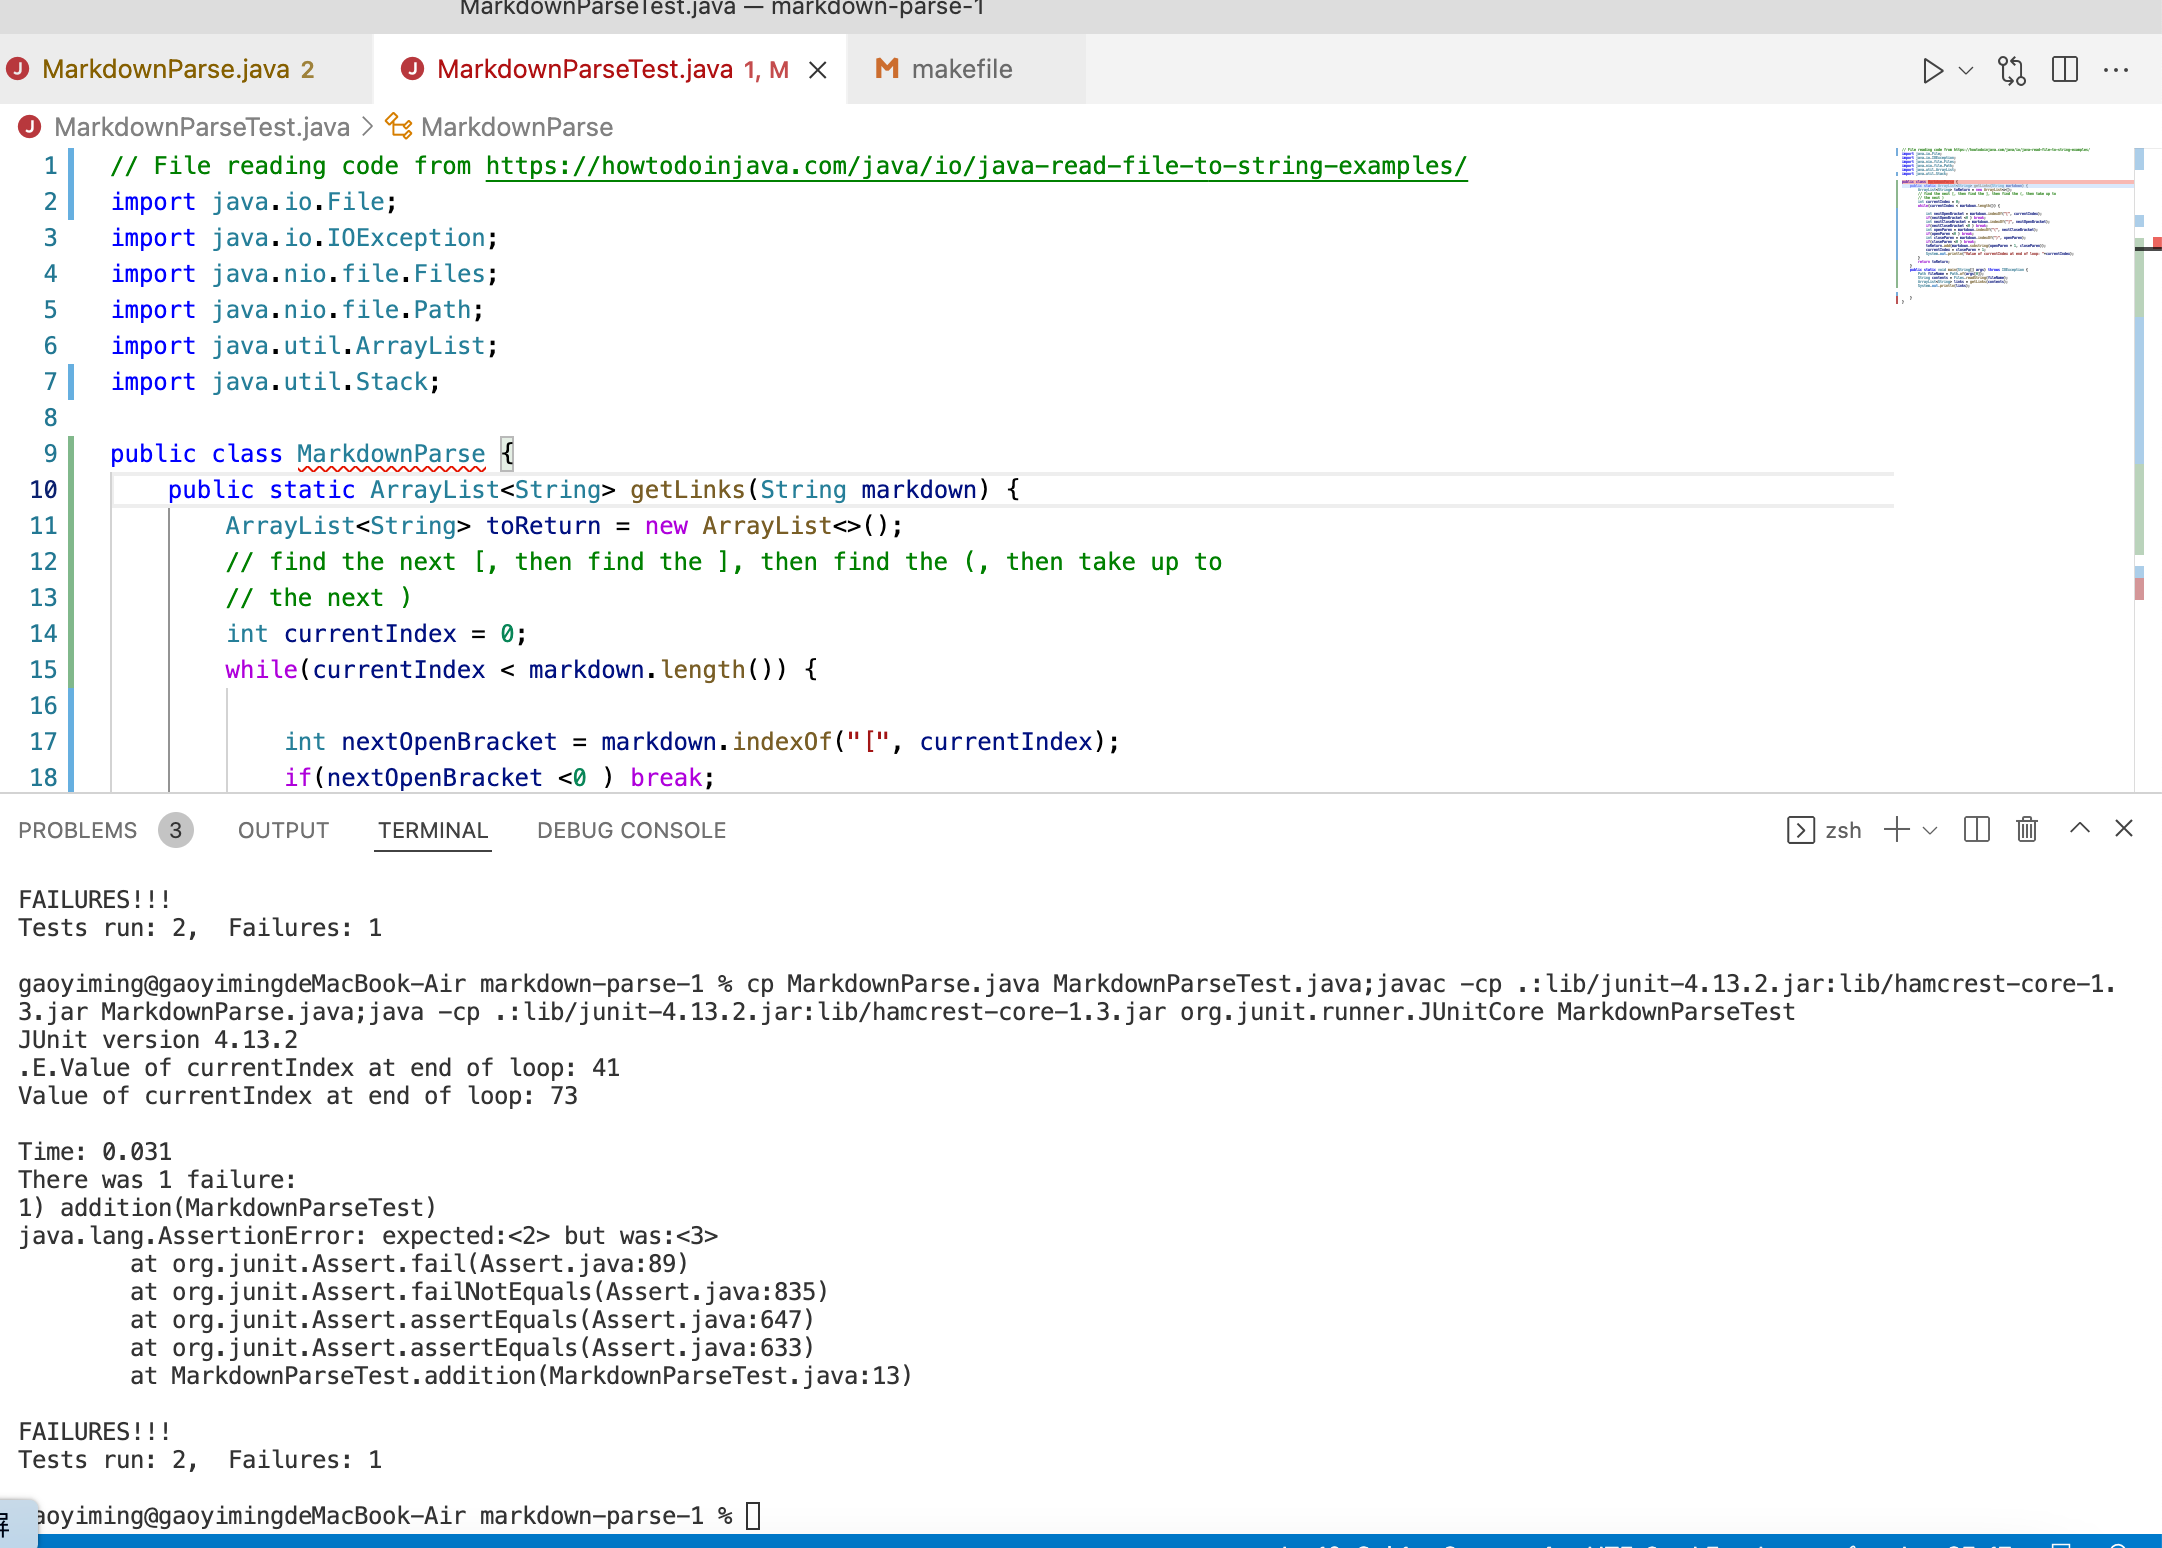 MarkdownParseTest.java — markdown-parse-1
MarkdownParse.java 2
MarkdownParseTest.java 1, M
makefile
MarkdownParseTest.java > MarkdownParse
1 // File reading code from https://howtodoinjava.com/java/io/java-read-file-to-string-examples/
2 import java.io.File;
3 import java.io.IOException;
4 import java.nio.file.Files;
5 import java.nio.file.Path;
6 import java.util.ArrayList;
7 import java.util.Stack;
8
9 public class MarkdownParse {
10 public static ArrayList<String> getLinks(String markdown) {
11 ArrayList<String> toReturn = new ArrayList<>();
12 // find the next [, then find the ], then find the (, then take up to
13 // the next )
14 int currentIndex = 0;
15 while(currentIndex < markdown.length()) {
16
17 int nextOpenBracket = markdown.indexOf("[", currentIndex);
18 if(nextOpenBracket <0 ) break;
PROBLEMS 3 OUTPUT TERMINAL DEBUG CONSOLE zsh
FAILURES!!!
Tests run: 2,  Failures: 1
gaoyiming@gaoyimingdeMacBook-Air markdown-parse-1 % cp MarkdownParse.java MarkdownParseTest.java;javac -cp .:lib/junit-4.13.2.jar:lib/hamcrest-core-1.
3.jar MarkdownParse.java;java -cp .:lib/junit-4.13.2.jar:lib/hamcrest-core-1.3.jar org.junit.runner.JUnitCore MarkdownParseTest
JUnit version 4.13.2
.E.Value of currentIndex at end of loop: 41
Value of currentIndex at end of loop: 73
Time: 0.031
There was 1 failure:
1) addition(MarkdownParseTest)
java.lang.AssertionError: expected:<2> but was:<3>
at org.junit.Assert.fail(Assert.java:89)
at org.junit.Assert.failNotEquals(Assert.java:835)
at org.junit.Assert.assertEquals(Assert.java:647)
at org.junit.Assert.assertEquals(Assert.java:633)
at MarkdownParseTest.addition(MarkdownParseTest.java:13)
FAILURES!!!
Tests run: 2,  Failures: 1
aoyiming@gaoyimingdeMacBook-Air markdown-parse-1 %